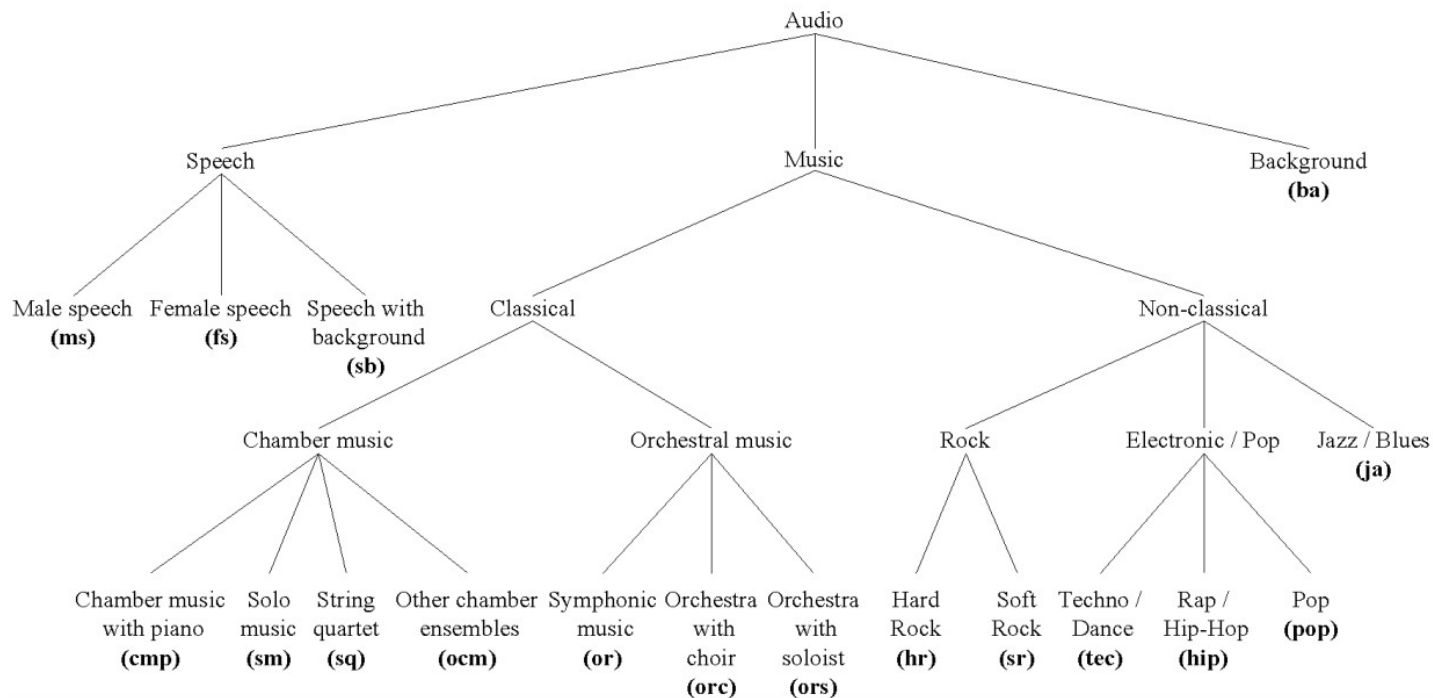 Audio
Speech
Music
Background
(ba)
Male speech
(ms)
Female speech
(fs)
Speech with
background
(sb)
Classical
Non-classical
Chamber music
Orchestral music
Rock
Electronic / Pop
Jazz / Blues
(ja)
Chamber music
with piano
(cmp)
Solo
music
(sm)
String
quartet
(sq)
Other chamber
ensembles
(ocm)
Symphonic
music
(or)
Orchestra
with
choir
(orc)
Orchestra
with
soloist
(ors)
Hard
Rock
(hr)
Soft
Rock
(sr)
Techno /
Dance
(tec)
Rap /
Hip-Hop
(hip)
Pop
(pop)